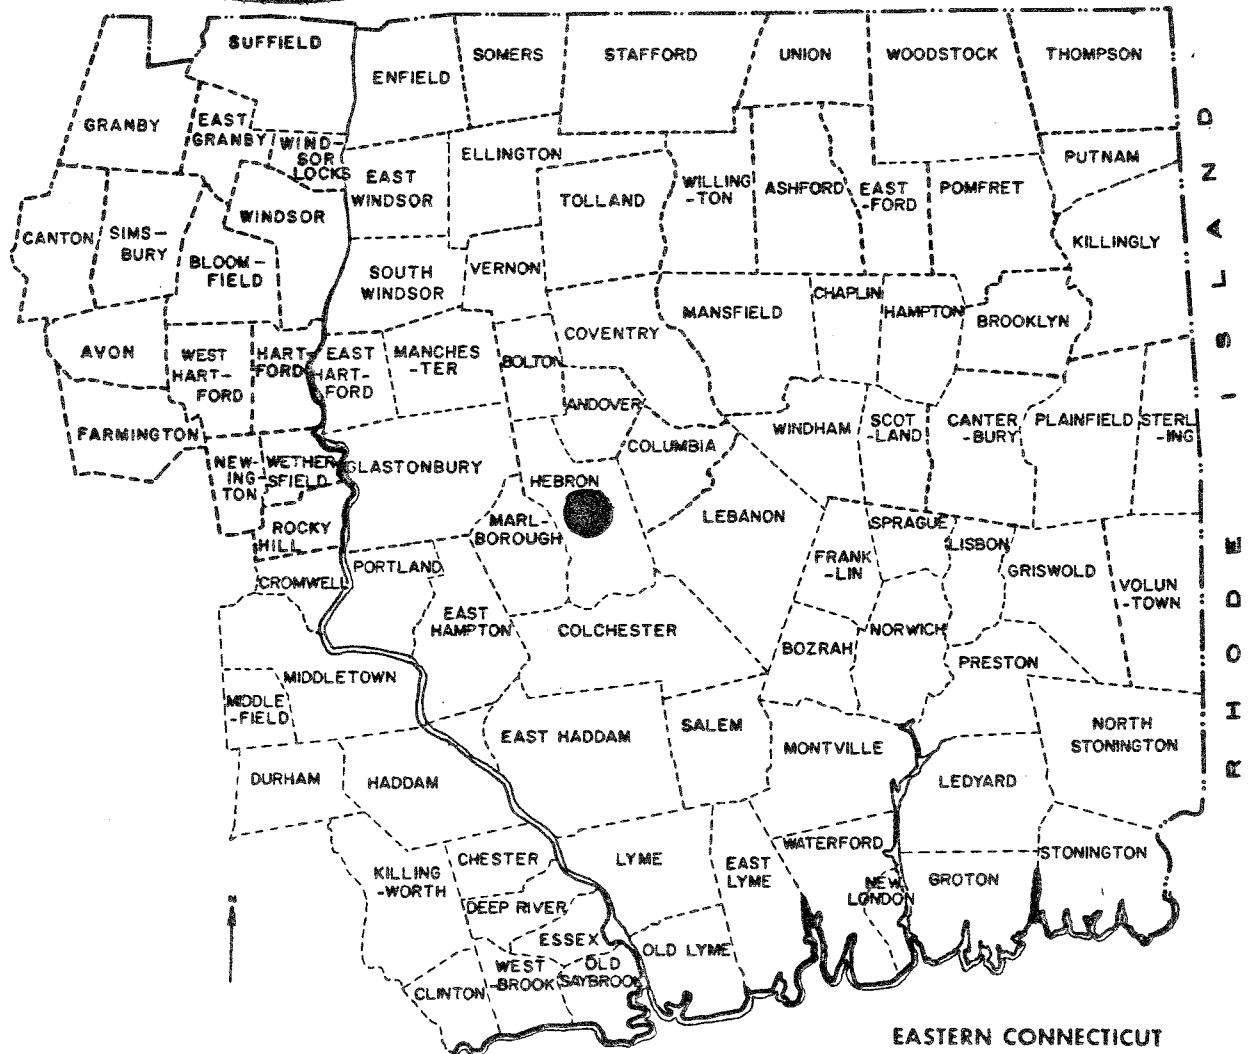 SUFFIELD
ENFIELD
SOMERS
STAFFORD
UNION
WOODSTOCK
THOMPSON
GRANBY
EAST
GRANBY
WIND-
SOR
LOCKS
ELLINGTON
PUTNAM
EAST
WINDSOR
TOLLAND
WILLING
-TON
ASHFORD
EAST
-FORD
POMFRET
CANTON
SIMS-
BURY
WINDSOR
KILLINGLY
BLOOM-
FIELD
SOUTH
WINDSOR
VERNON
MANSFIELD
CHAPLIN
HAMPTON
BROOKLYN
AVON
WEST
HART-
FORD
HART-
FORD
EAST
HART-
FORD
MANCHES
-TER
BOLTON
COVENTRY
ANDOVER
FARMINGTON
COLUMBIA
WINDHAM
SCOT
-LAND
CANTER
-BURY
PLAINFIELD
STERL
-ING
NEW-
ING-
TON
WETHER
SFIELD
GLASTONBURY
HEBRON
LEBANON
ROCKY
HILL
MARL-
BOROUGH
SPRAGUE
LISBON
FRANK
-LIN
GRISWOLD
VOLUN
-TOWN
CROMWELL
PORTLAND
EAST
HAMPTON
COLCHESTER
BOZRAH
NORWICH
PRESTON
MIDDLETOWN
MIDDLE
-FIELD
EAST HADDAM
SALEM
MONTVILLE
NORTH
STONINGTON
DURHAM
HADDAM
LEDYARD
KILLING
-WORTH
CHESTER
LYME
EAST
LYME
WATERFORD
NEW
LONDON
GROTON
STONINGTON
DEEP RIVER
ESSEX
OLD LYME
WEST
-BROOK
OLD
SAYBROOK
CLINTON
RHODE ISLAND
N
EASTERN CONNECTICUT